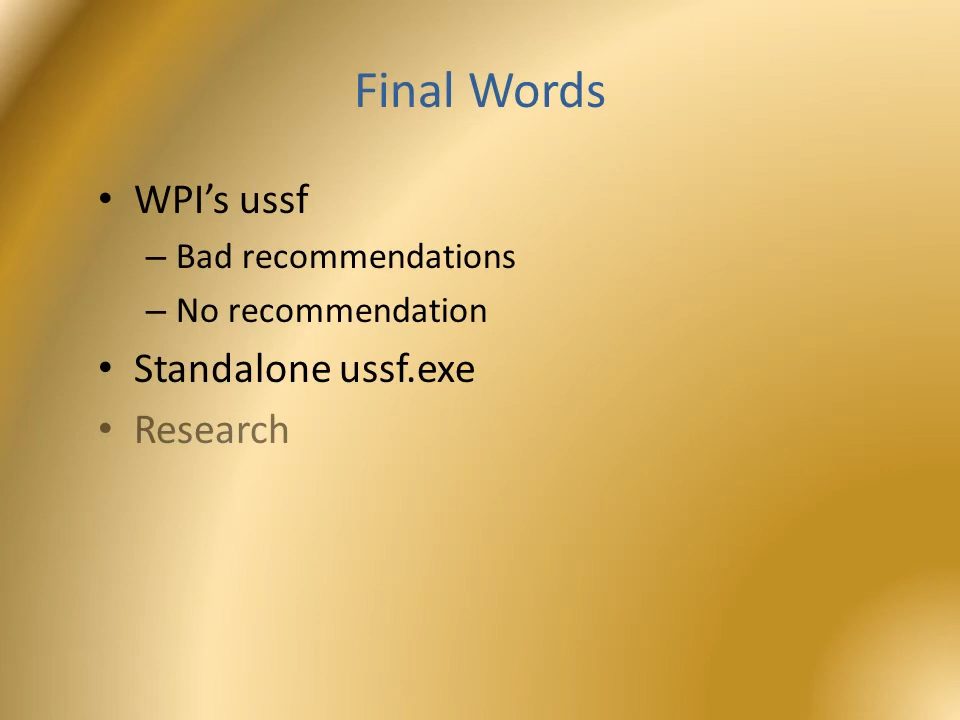 Final Words
• WPI’s ussf
– Bad recommendations
– No recommendation
• Standalone ussf.exe
• Research